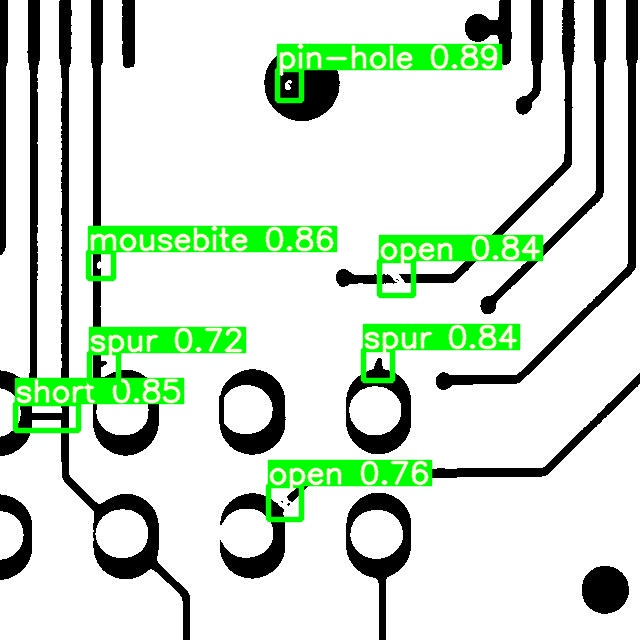 pin-hole 0.89
mousebite 0.86
open 0.84
spur 0.72
spur 0.84
short 0.85
open 0.76